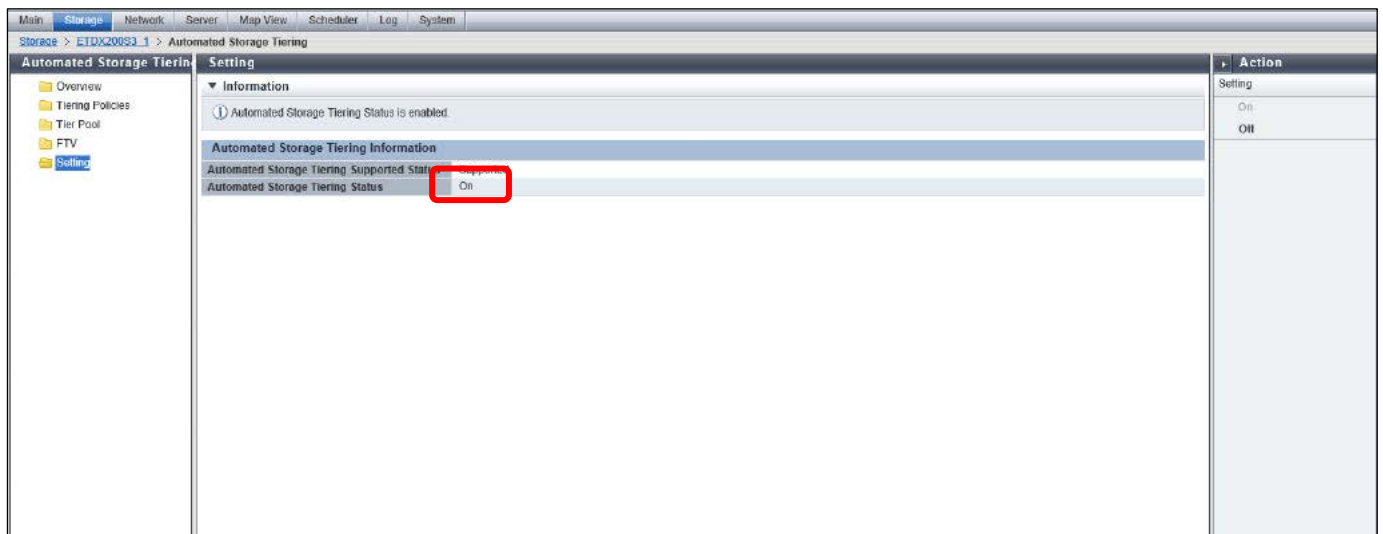 Main Storage Network Server Map View Scheduler Log System
Storage > ETDX200S3_1 > Automated Storage Tiering
Automated Storage Tiering
Overview
Tiering Policies
Tier Pool
FTV
Setting
Setting
Information
Automated Storage Tiering Status is enabled.
Automated Storage Tiering Information
Automated Storage Tiering Supported Status Supported
Automated Storage Tiering Status On
Action
Setting
On
Off